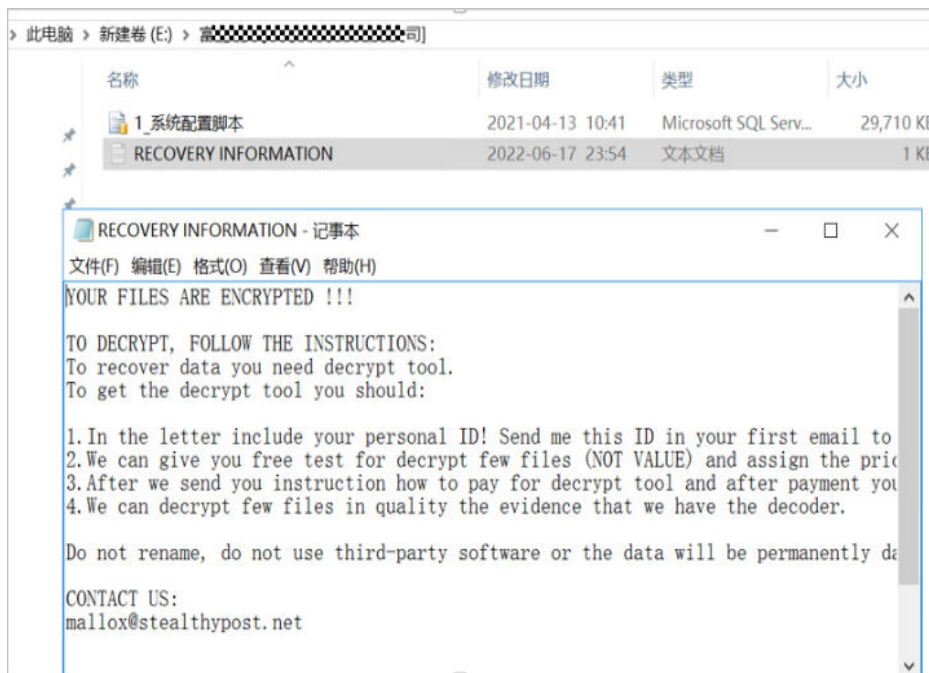 此电脑 › 新建卷 (E:) › 富 司]
名称 修改日期 类型 大小
1_系统配置脚本 2021-04-13 10:41 Microsoft SQL Serv... 29,710 KE
RECOVERY INFORMATION 2022-06-17 23:54 文本文档 1 KE
RECOVERY INFORMATION - 记事本
文件(F) 编辑(E) 格式(O) 查看(V) 帮助(H)
YOUR FILES ARE ENCRYPTED !!!
TO DECRYPT, FOLLOW THE INSTRUCTIONS:
To recover data you need decrypt tool.
To get the decrypt tool you should:
1.In the letter include your personal ID! Send me this ID in your first email to
2.We can give you free test for decrypt few files (NOT VALUE) and assign the pric
3.After we send you instruction how to pay for decrypt tool and after payment you
4.We can decrypt few files in quality the evidence that we have the decoder.
Do not rename, do not use third-party software or the data will be permanently da
CONTACT US:
mallox@stealthypost.net